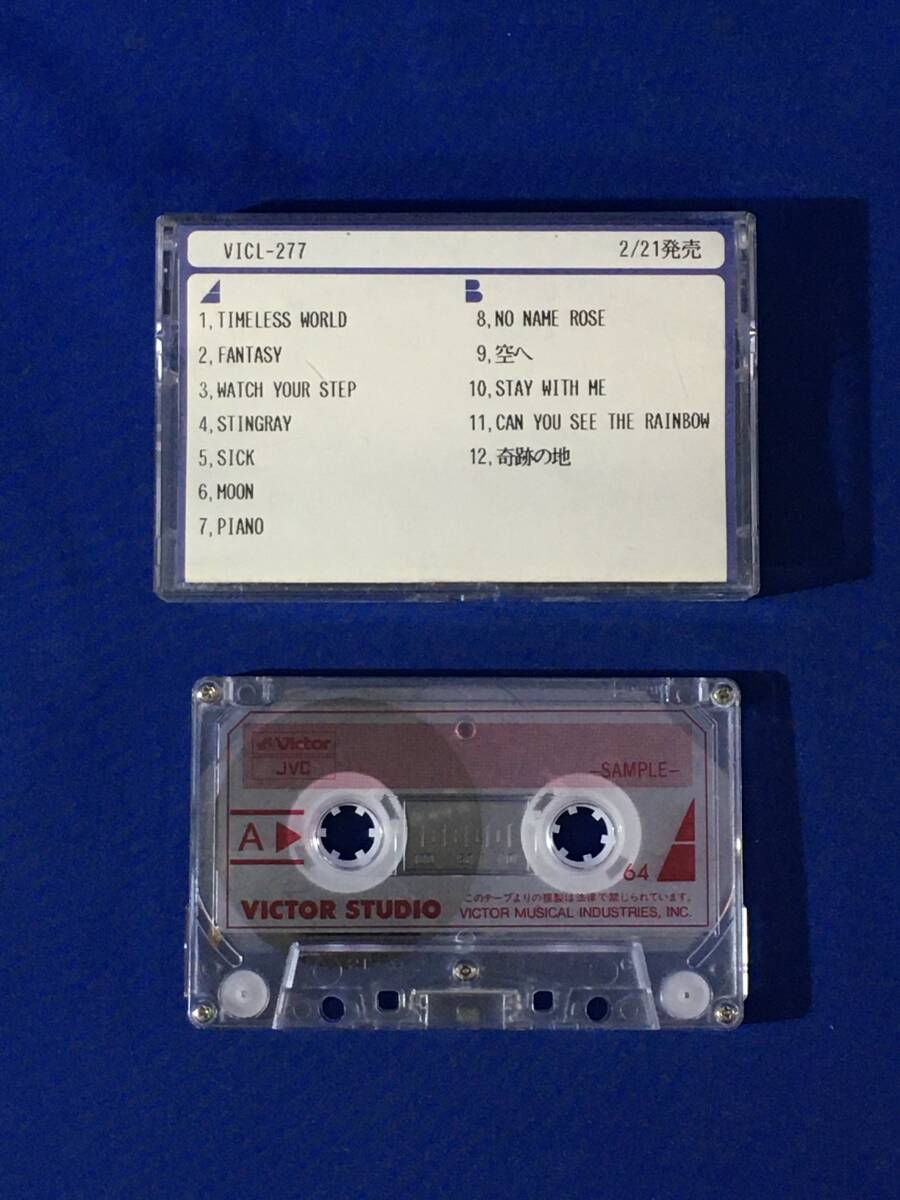 VICL-277 2/21発売
A B
1,TIMELESS WORLD
2,FANTASY
3,WATCH YOUR STEP
4,STINGRAY
5,SICK
6,MOON
7,PIANO
8,NO NAME ROSE
9,空へ
10,STAY WITH ME
11,CAN YOU SEE THE RAINBOW
12,奇跡の地
Victor
JVC
-SAMPLE-
A
64
このテープよりの複製は法律で禁じられています。
VICTOR STUDIO VICTOR MUSICAL INDUSTRIES, INC.